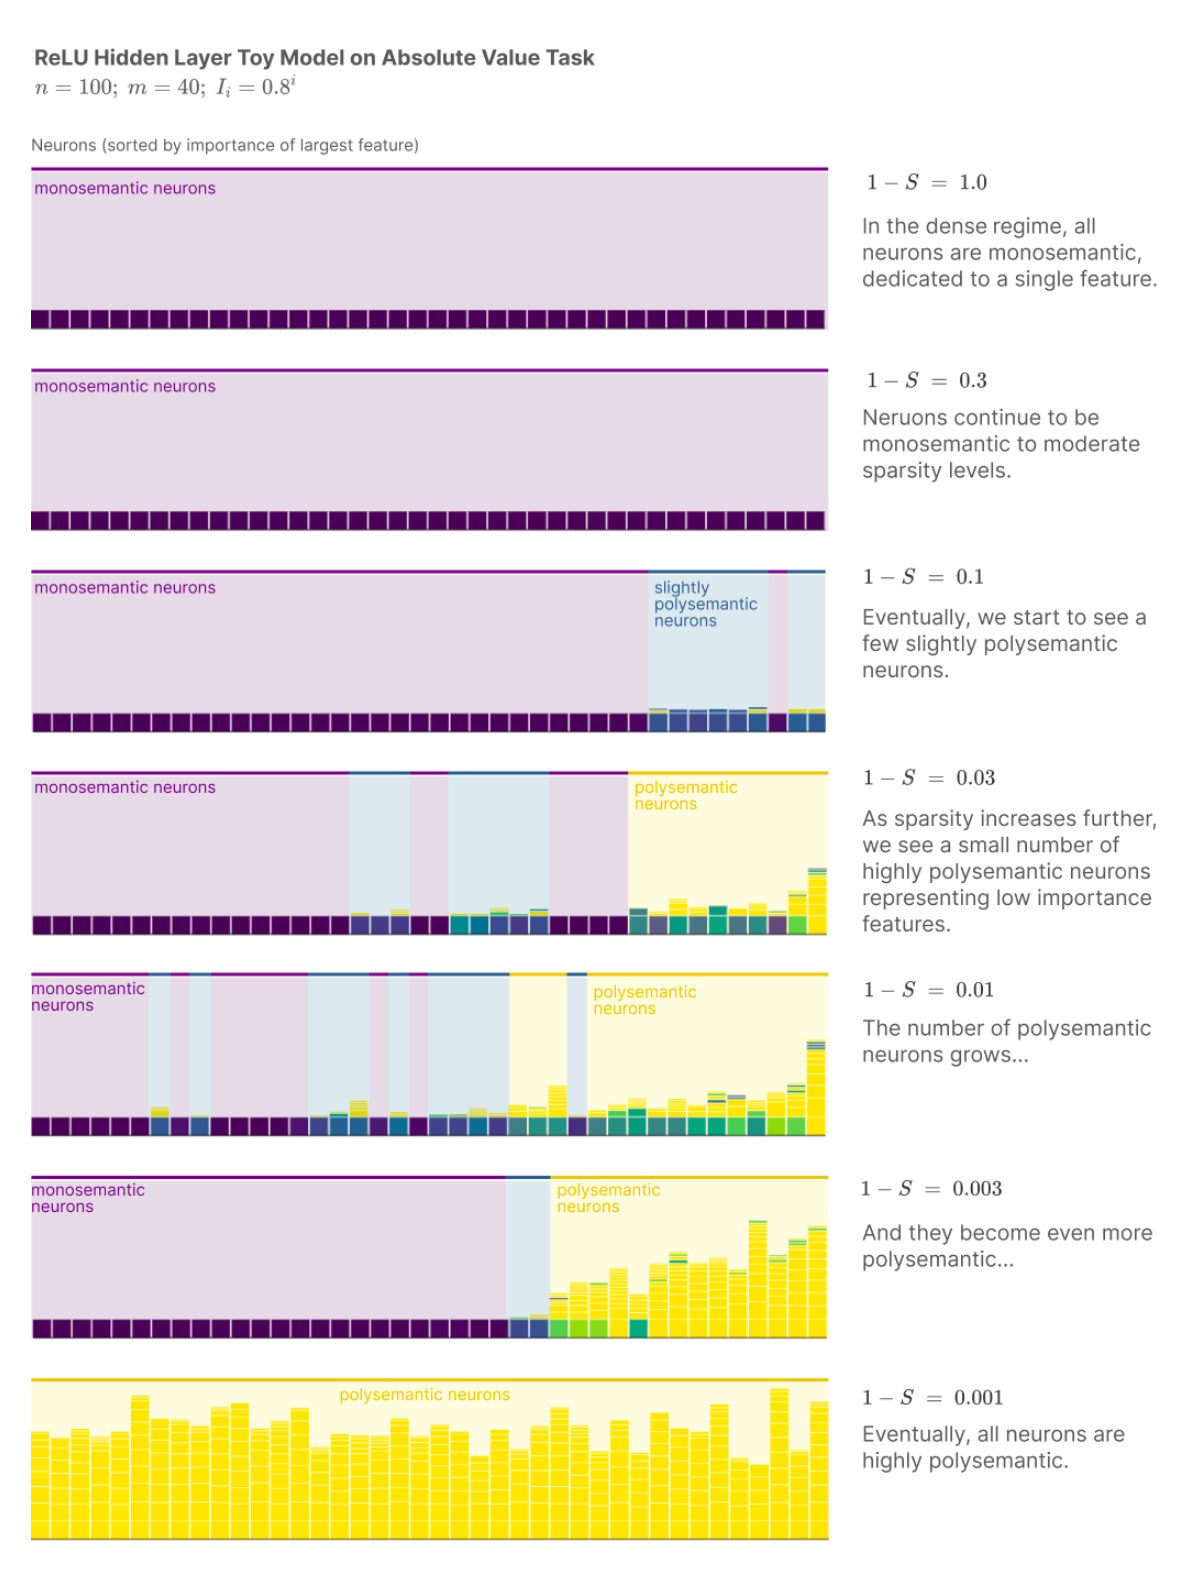 ReLU Hidden Layer Toy Model on Absolute Value Task
n = 100; m = 40; Iᵢ = 0.8ⁱ
Neurons (sorted by importance of largest feature)
monosemantic neurons
1 − S = 1.0
In the dense regime, all
neurons are monosemantic,
dedicated to a single feature.
monosemantic neurons
1 − S = 0.3
Neruons continue to be
monosemantic to moderate
sparsity levels.
monosemantic neurons
slightly
polysemantic
neurons
1 − S = 0.1
Eventually, we start to see a
few slightly polysemantic
neurons.
monosemantic neurons
polysemantic
neurons
1 − S = 0.03
As sparsity increases further,
we see a small number of
highly polysemantic neurons
representing low importance
features.
monosemantic
neurons
polysemantic
neurons
1 − S = 0.01
The number of polysemantic
neurons grows...
monosemantic
neurons
polysemantic
neurons
1 − S = 0.003
And they become even more
polysemantic...
polysemantic neurons
1 − S = 0.001
Eventually, all neurons are
highly polysemantic.